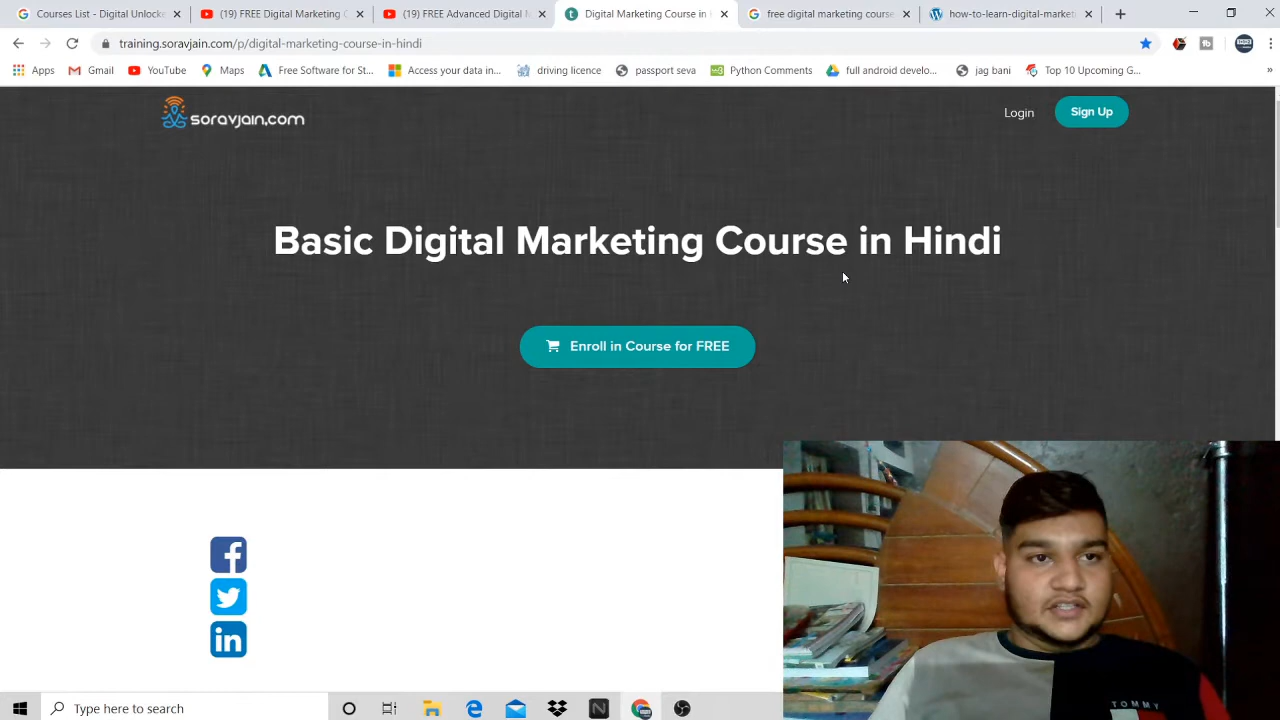 Courses List - Digital Unlocke
(19) FREE Digital Marketing C
(19) FREE Advanced Digital M
Digital Marketing Course in H
free digital marketing course
how-to-learn-digital-market
training.soravjain.com/p/digital-marketing-course-in-hindi
Apps
Gmail
YouTube
Maps
Free Software for St...
Access your data in...
driving licence
passport seva
Python Comments
full android develo...
jag bani
Top 10 Upcoming G...
soravjain.com
Login
Sign Up
Basic Digital Marketing Course in Hindi
Enroll in Course for FREE
TOMMY
Type here to search